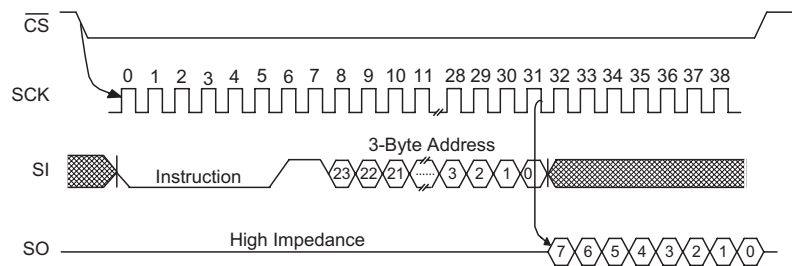 CS
0 1 2 3 4 5 6 7 8 9 10 11 28 29 30 31 32 33 34 35 36 37 38
SCK
3-Byte Address
SI Instruction 23 22 21 ...... 3 2 1 0
High Impedance
SO 7 6 5 4 3 2 1 0